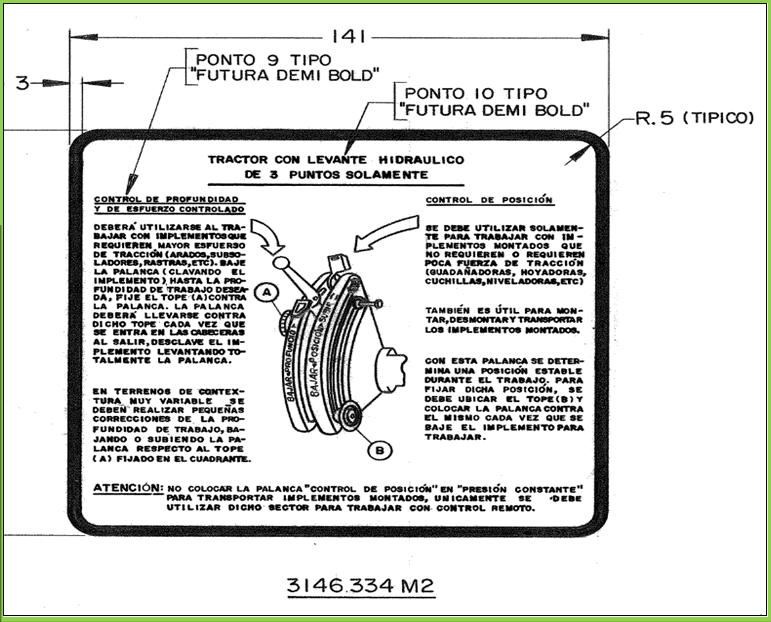 141
PONTO 9 TIPO
"FUTURA DEMI BOLD"
3
PONTO 10 TIPO
"FUTURA DEMI BOLD"
R.5 (TIPICO)
TRACTOR CON LEVANTE HIDRAULICO
DE 3 PUNTOS SOLAMENTE
CONTROL DE PROFUNDIDAD
Y DE ESFUERZO CONTROLADO
DEBERÁ UTILIZARSE AL TRA-
BAJAR CON IMPLEMENTOS QUE
REQUIEREN MAYOR ESFUERSO
DE TRACCIÓN (ARADOS, SUBSO-
LADORES, RASTRAS, ETC). BAJE
LA PALANCA (CLAVANDO EL
IMPLEMENTO) HASTA LA PRO-
FUNDIDAD DE TRABAJO DESEA-
DA, FIJE EL TOPE (A) CONTRA
LA PALANCA. LA PALANCA
DEBERÁ LLEVARSE CONTRA
DICHO TOPE CADA VEZ QUE
SE ENTRA EN LAS CABECERAS
AL SALIR, DESCLAVE EL IM-
PLEMENTO LEVANTANDO TO-
TALMENTE LA PALANCA.
EN TERRENOS DE CONTEX-
TURA MUY VARIABLE SE
DEBEN REALIZAR PEQUEÑAS
CORRECCIONES DE LA PRO-
FUNDIDAD DE TRABAJO, BA-
JANDO O SUBIENDO LA PA-
LANCA RESPECTO AL TOPE
(A) FIJADO EN EL CUADRANTE.
A
BAJAR PROFUNDID
BAJAR POSICION SUBIR
B
CONTROL DE POSICIÓN
SE DEBE UTILIZAR SOLAMEN-
TE PARA TRABAJAR CON IM-
PLEMENTOS MONTADOS QUE
NO REQUIEREN O REQUIEREN
POCA FUERZA DE TRACCIÓN
(GUADAÑADORAS, HOYADORAS,
CUCHILLAS, NIVELADORAS, ETC)
TAMBIÉN ES ÚTIL PARA MON-
TAR, DESMONTAR Y TRANSPORTAR
LOS IMPLEMENTOS MONTADOS.
CON ESTA PALANCA SE DETER-
MINA UNA POSICIÓN ESTABLE
DURANTE EL TRABAJO. PARA
FIJAR DICHA POSICIÓN, SE
DEBE UBICAR EL TOPE (B) Y
COLOCAR LA PALANCA CONTRA
EL MISMO CADA VEZ QUE SE
BAJE EL IMPLEMENTO PARA
TRABAJAR.
ATENCIÓN: NO COLOCAR LA PALANCA "CONTROL DE POSICIÓN" EN "PRESIÓN CONSTANTE"
PARA TRANSPORTAR IMPLEMENTOS MONTADOS, UNICAMENTE SE DEBE
UTILIZAR DICHO SECTOR PARA TRABAJAR CON CONTROL REMOTO.
3146.334 M2